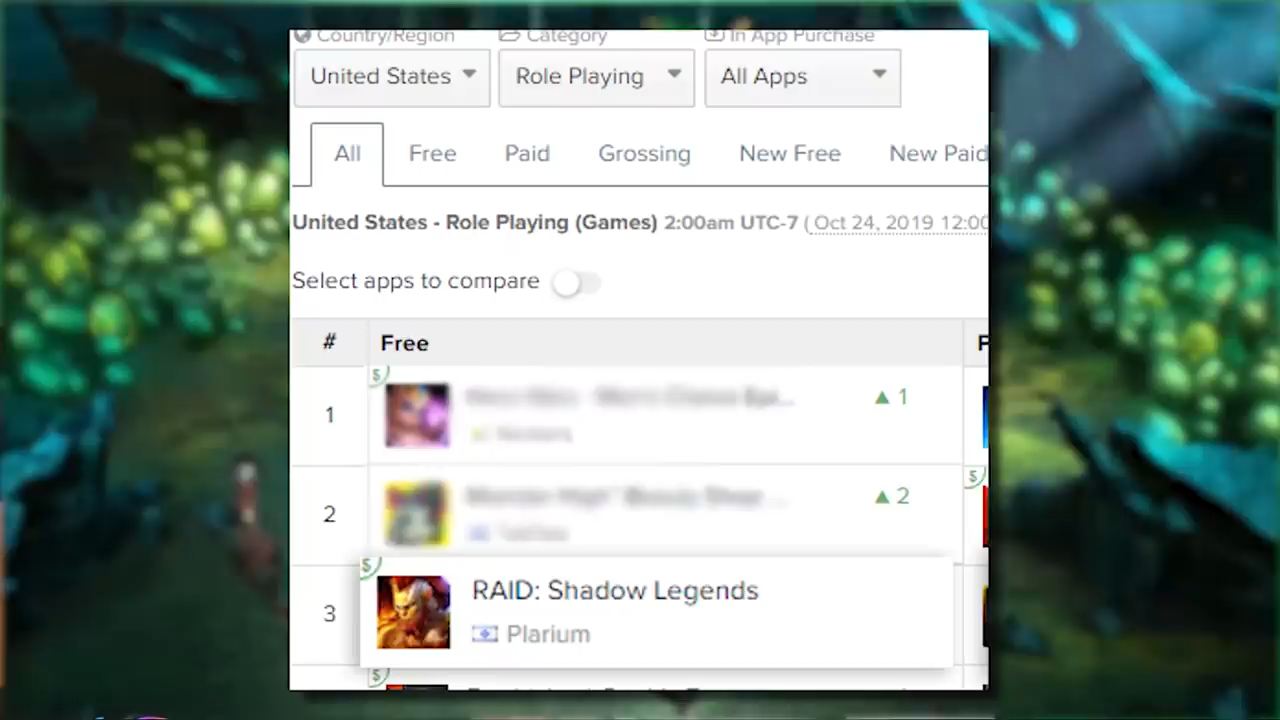 Country/Region Category In App Purchase
United States Role Playing All Apps
All Free Paid Grossing New Free New Paid
United States - Role Playing (Games) 2:00am UTC-7 ( Oct 24, 2019 12:00
Select apps to compare
# Free
$
1 ▲ 1
2 ▲ 2
$
$
3 RAID: Shadow Legends
Plarium
$